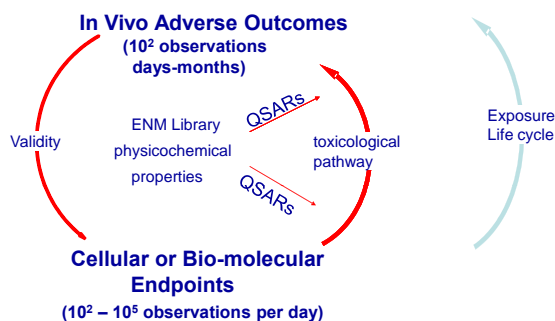 In Vivo Adverse Outcomes
(10² observations
days-months)
QSARs
ENM Library
physicochemical
properties
Validity
toxicological
pathway
Exposure
Life cycle
QSARs
Cellular or Bio-molecular
Endpoints
(10² – 10⁵ observations per day)